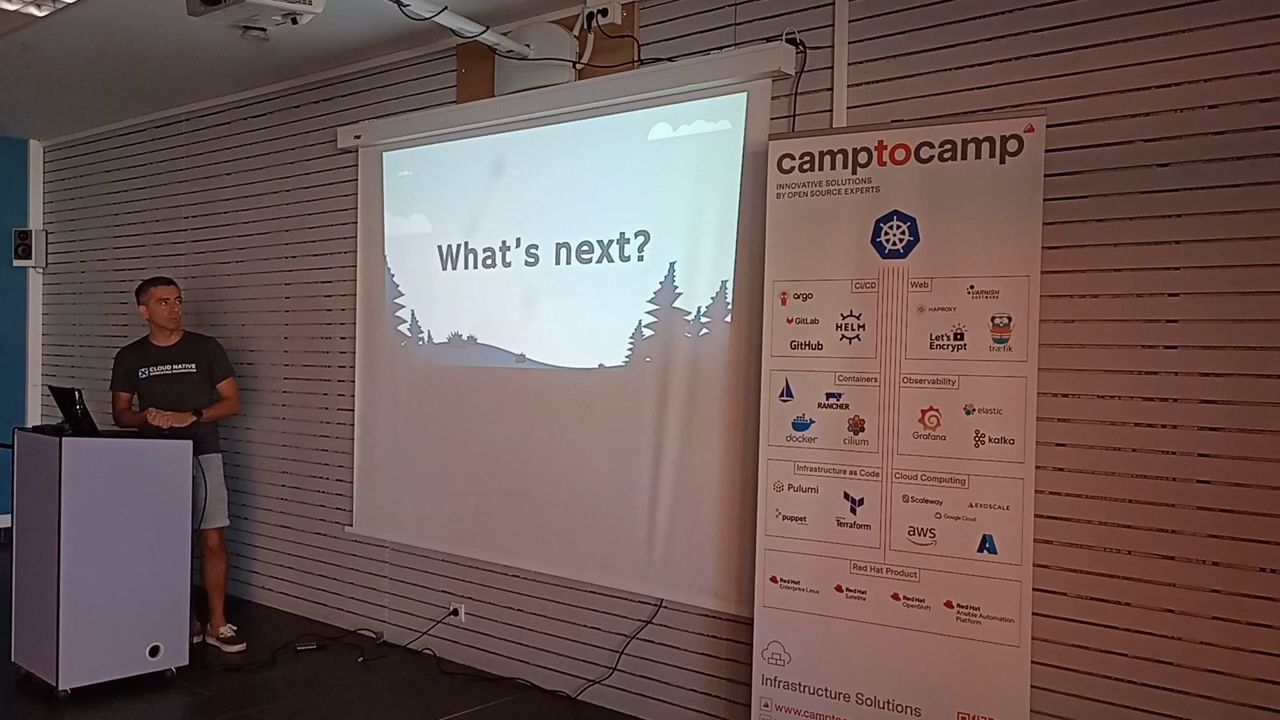 What's next?
CLOUD NATIVE
COMPUTING FOUNDATION
camptocamp
INNOVATIVE SOLUTIONS
BY OPEN SOURCE EXPERTS
CI/CD
argo
GitLab
HELM
GitHub
Web
VARNISH
SOFTWARE
HAPROXY
Let's
Encrypt
træfik
Containers
RANCHER
docker
cilium
Observability
elastic
Grafana
kafka
Infrastructure as Code
Pulumi
puppet
Terraform
Cloud Computing
Scaleway
EXOSCALE
Google Cloud
aws
Red Hat Product
Red Hat
Enterprise Linux
Red Hat
Satellite
Red Hat
OpenShift
Red Hat
Ansible Automation
Platform
Infrastructure Solutions